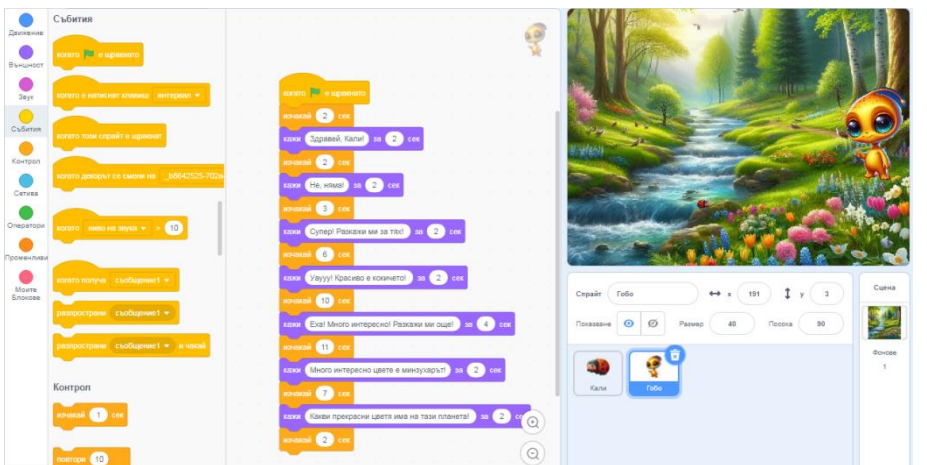 Събития
Движение
когато е щракнато
Външност
Звук
когато е натиснат клавиш интервал
Събития
когато този спрайт е щракнат
Контрол
когато декорът се смени на _b8642525-702e
Сетива
Оператори
когато ниво на звука > 10
Променливи
Моите
Блокове
когато получа съобщение1
разпространи съобщение1
разпространи съобщение1 и чакай
Контрол
изчакай 1 сек
повтори 10
когато е щракнато
изчакай 2 сек
кажи Здравей, Кали! за 2 сек
изчакай 2 сек
кажи Не, няма! за 2 сек
изчакай 3 сек
кажи Супер! Разкажи ми за тях! за 2 сек
изчакай 6 сек
кажи Уаууу! Красиво е кокичето! за 2 сек
изчакай 10 сек
кажи Еха! Много интересно! Разкажи ми още! за 4 сек
изчакай 11 сек
кажи Много интересно цвете е минзухарът! за 2 сек
изчакай 7 сек
кажи Какви прекрасни цветя има на тази планета! за 2 сек
изчакай 2 сек
Спрайт Гобо x 191 y 3
Показване Размер 40 Посока 90
Кали
Гобо
Сцена
Фонове
1